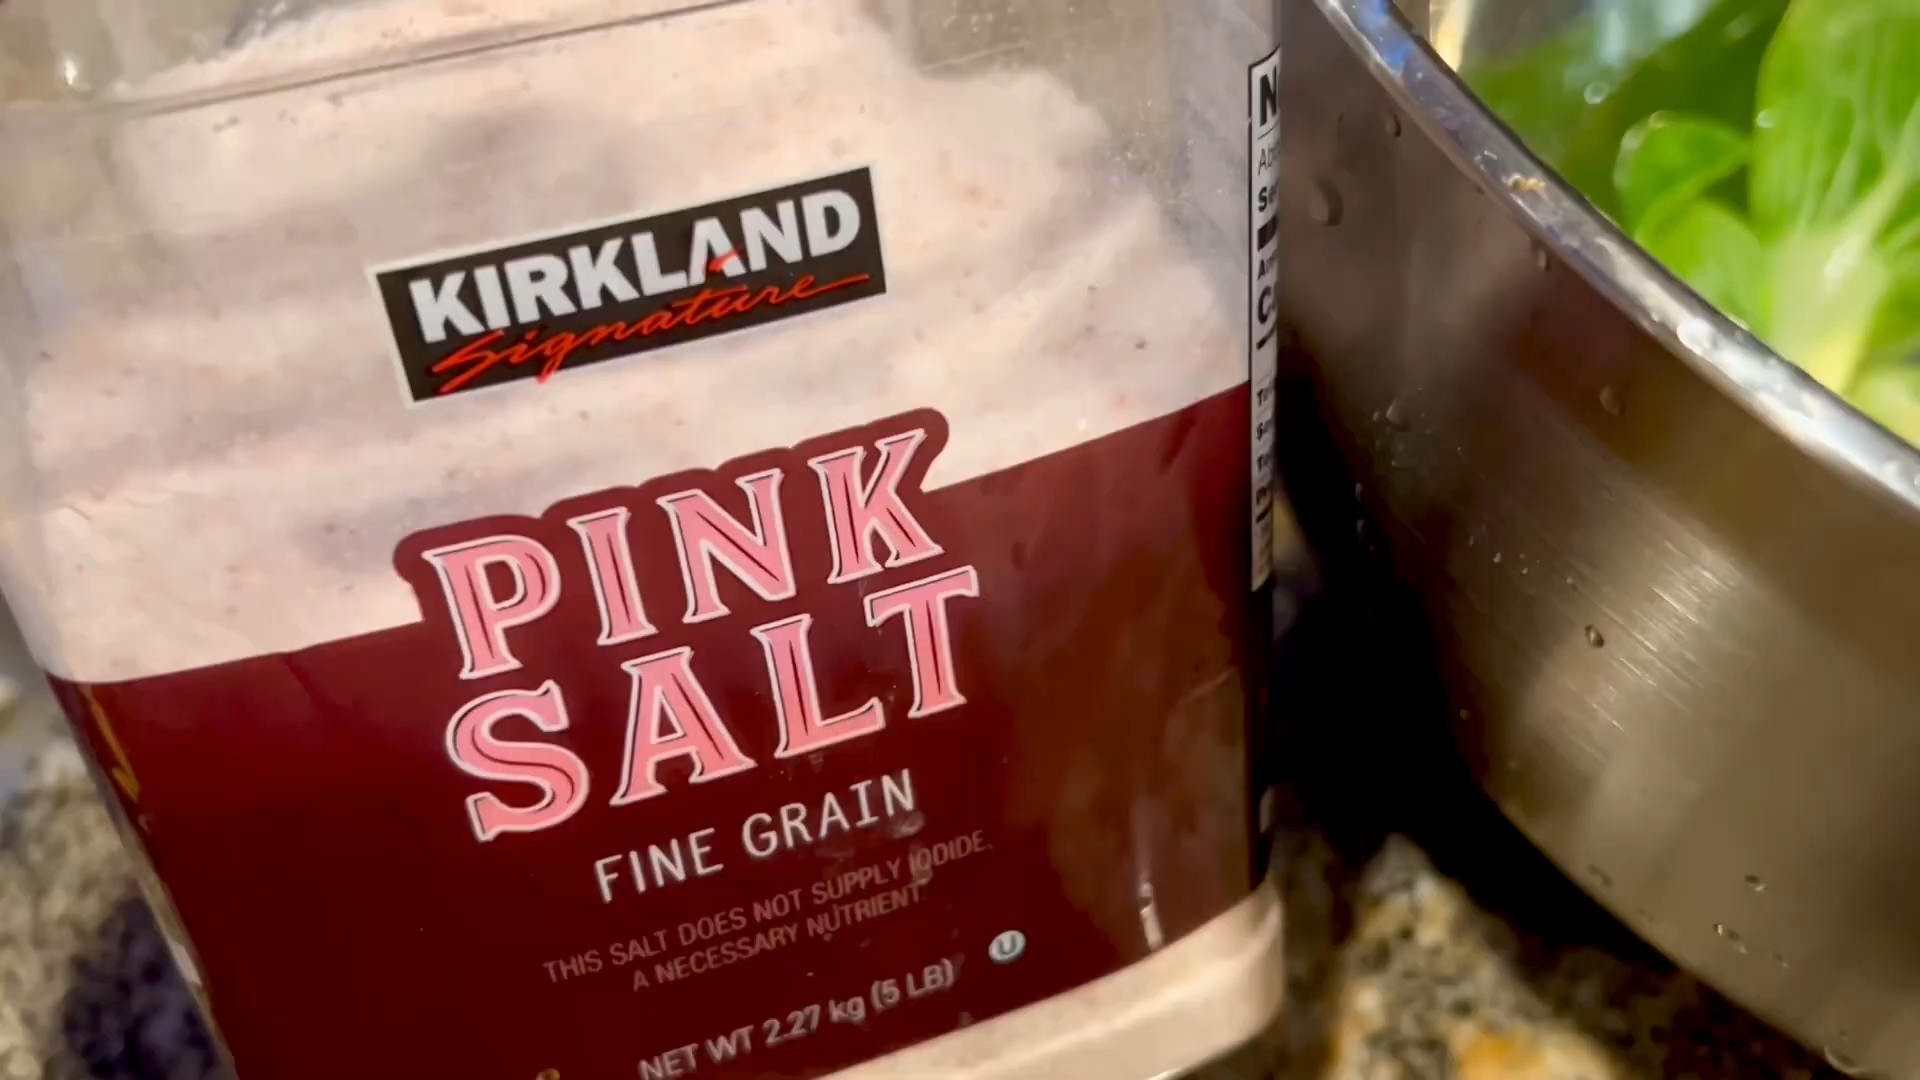 KIRKLAND
Signature
PINK
SALT
FINE GRAIN
THIS SALT DOES NOT SUPPLY IODIDE,
A NECESSARY NUTRIENT.
U
NET WT 2.27 kg (5 LB)